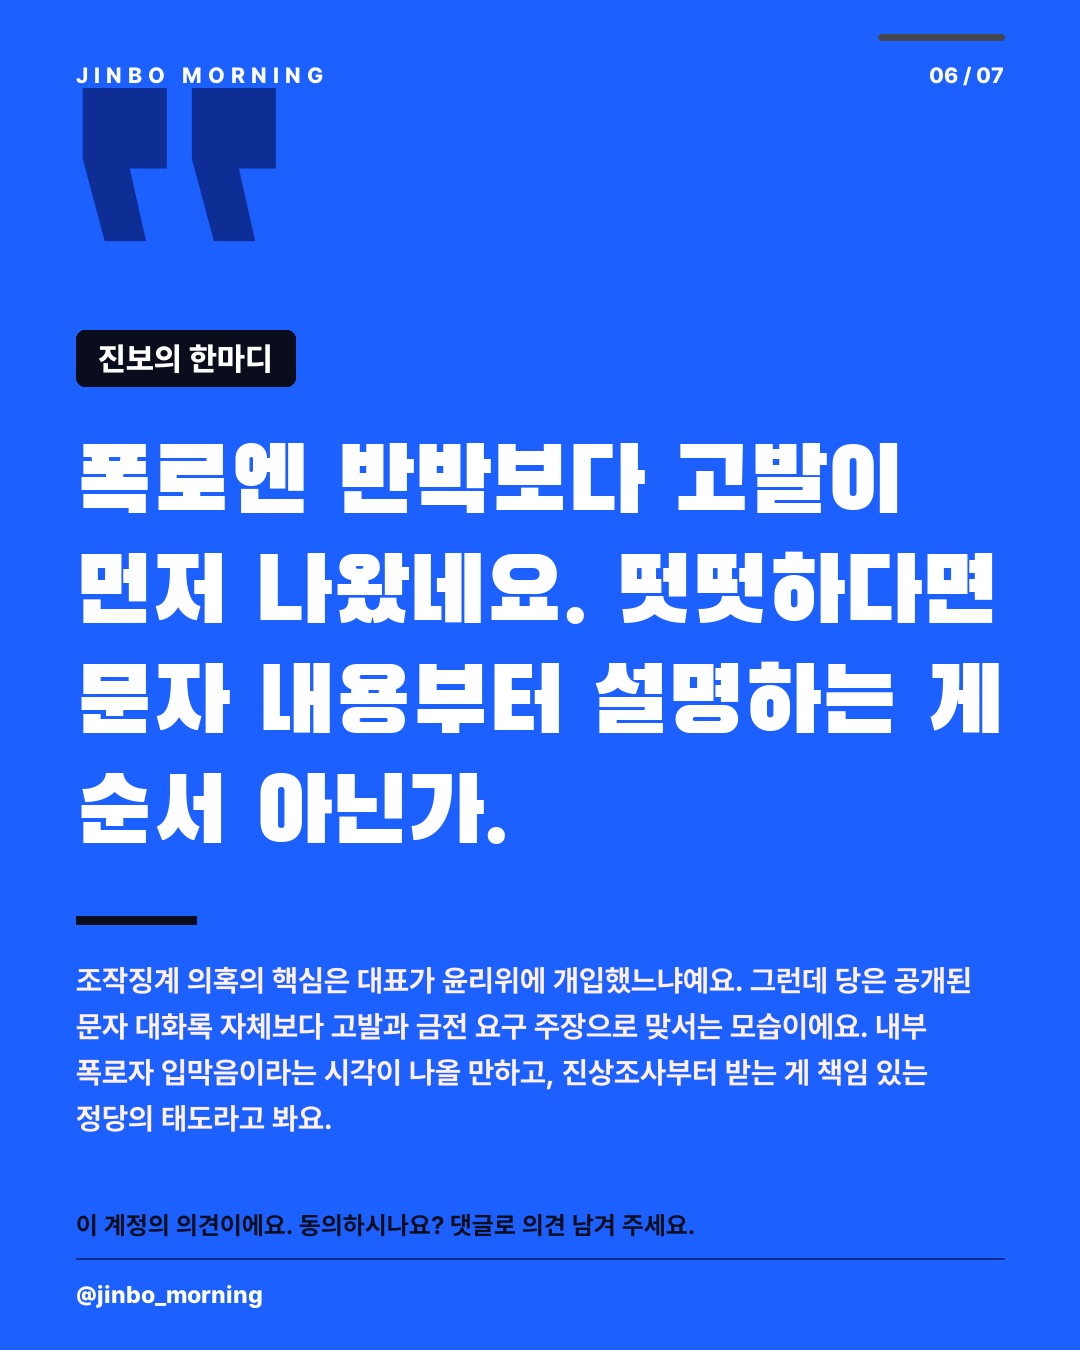 JINBO MORNING
06 / 07
진보의 한마디
폭로엔 반박보다 고발이
먼저 나왔네요. 떳떳하다면
문자 내용부터 설명하는 게
순서 아닌가.
조작징계 의혹의 핵심은 대표가 윤리위에 개입했느냐예요. 그런데 당은 공개된
문자 대화록 자체보다 고발과 금전 요구 주장으로 맞서는 모습이에요. 내부
폭로자 입막음이라는 시각이 나올 만하고, 진상조사부터 받는 게 책임 있는
정당의 태도라고 봐요.
이 계정의 의견이에요. 동의하시나요? 댓글로 의견 남겨 주세요.
@jinbo_morning